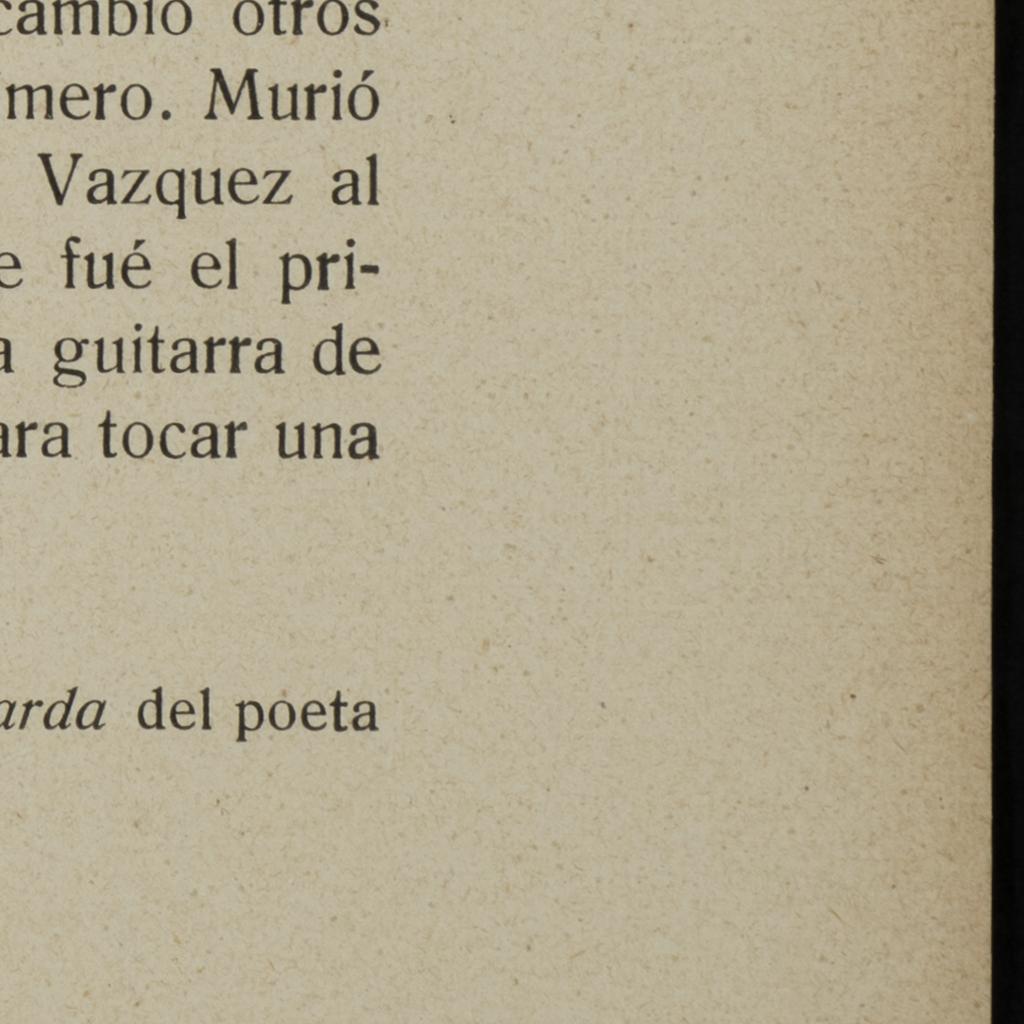 cambio otros
mero. Murió
Vazquez al
e fué el pri-
a guitarra de
ara tocar una
arda del poeta